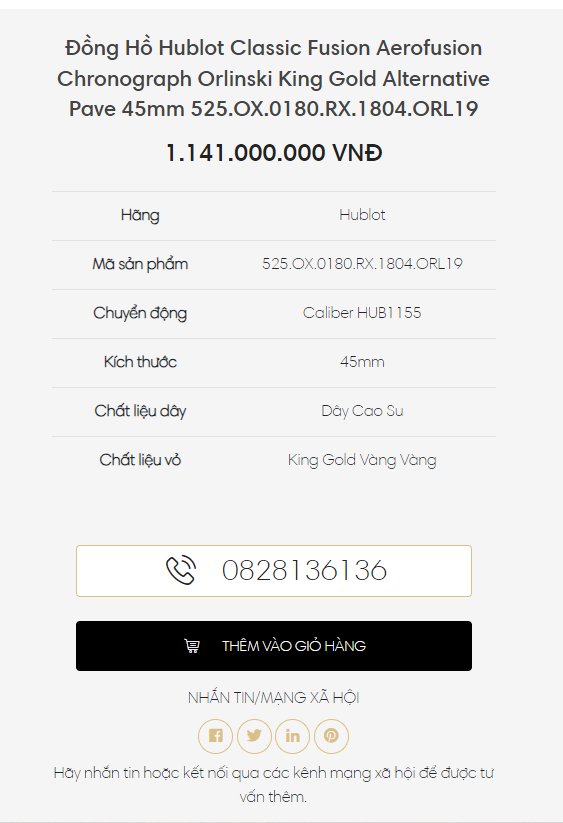 Đồng Hồ Hublot Classic Fusion Aerofusion
Chronograph Orlinski King Gold Alternative
Pave 45mm 525.OX.0180.RX.1804.ORL19
1.141.000.000 VNĐ
Hãng Hublot
Mã sản phẩm 525.OX.0180.RX.1804.ORL19
Chuyển động Caliber HUB1155
Kích thước 45mm
Chất liệu dây Dây Cao Su
Chất liệu vỏ King Gold Vàng Vàng
0828136136
THÊM VÀO GIỎ HÀNG
NHẮN TIN/MẠNG XÃ HỘI
Hãy nhắn tin hoặc kết nối qua các kênh mạng xã hội để được tư
vấn thêm.